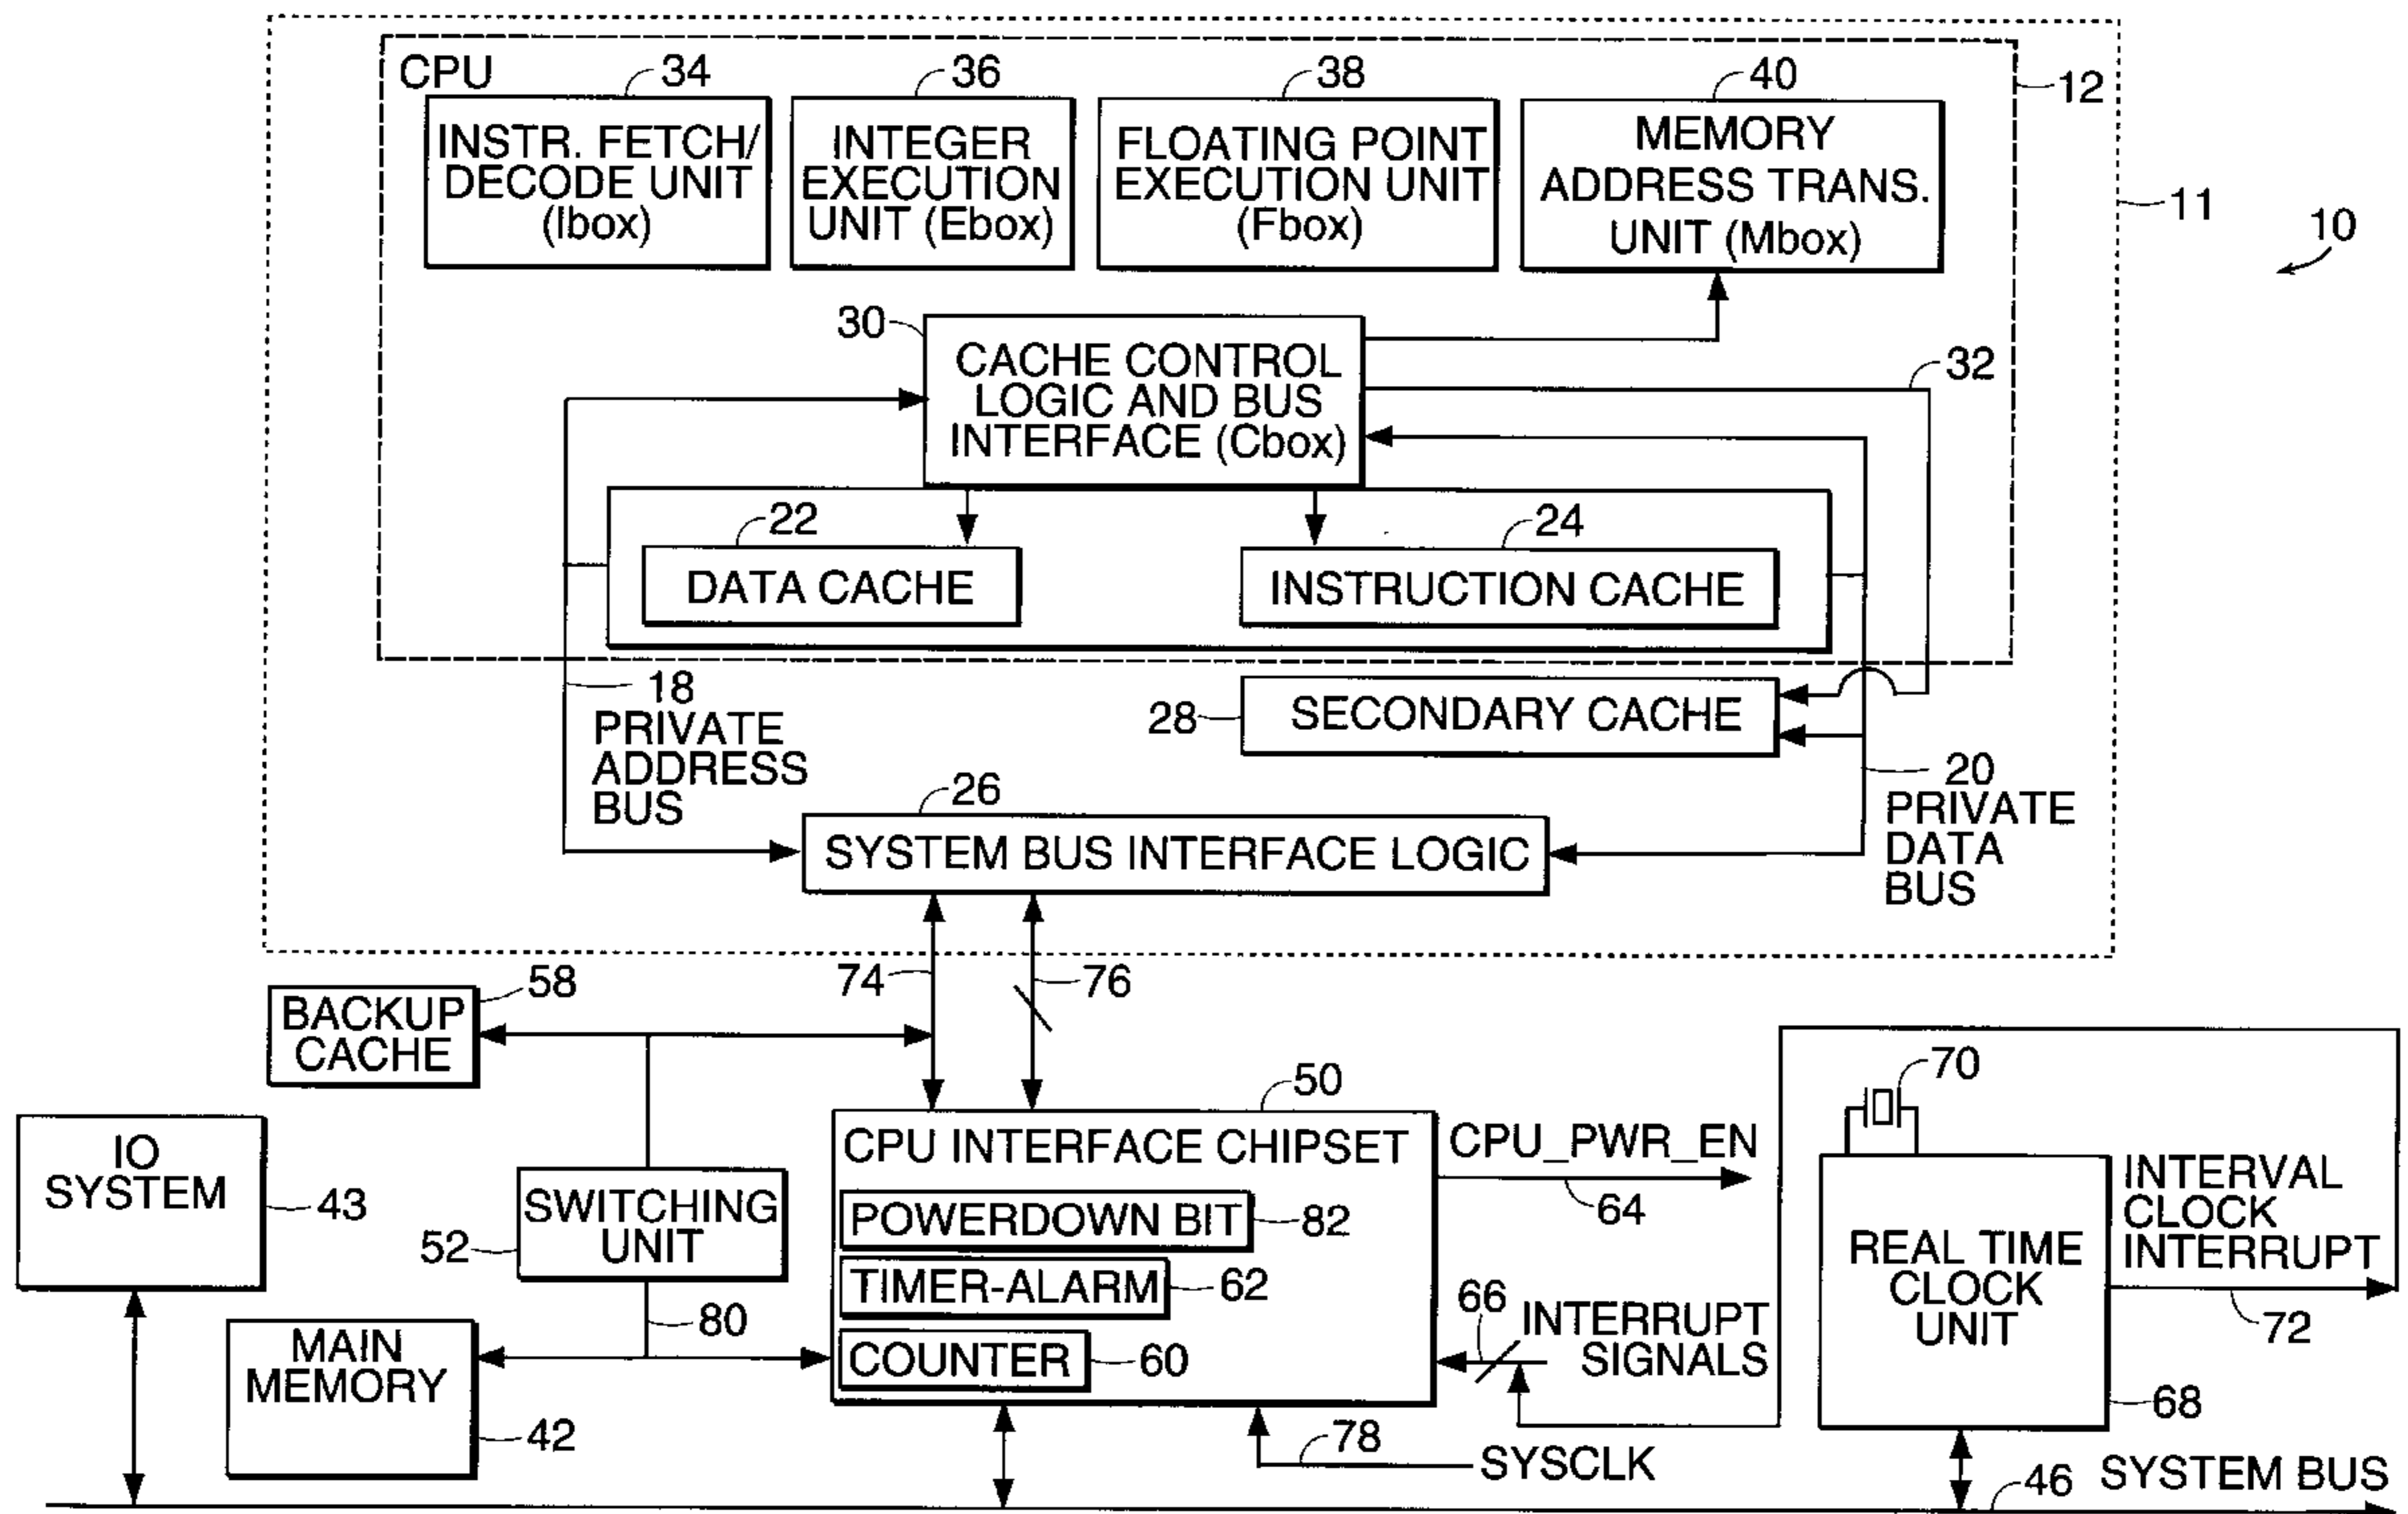 CPU
34
36
38
40
12
INSTR. FETCH/
DECODE UNIT
(Ibox)
INTEGER
EXECUTION
UNIT (Ebox)
FLOATING POINT
EXECUTION UNIT
(Fbox)
MEMORY
ADDRESS TRANS.
UNIT (Mbox)
11
10
30
CACHE CONTROL
LOGIC AND BUS
INTERFACE (Cbox)
32
22
24
DATA CACHE
INSTRUCTION CACHE
18
PRIVATE
ADDRESS
BUS
28
SECONDARY CACHE
20
PRIVATE
DATA
BUS
26
SYSTEM BUS INTERFACE LOGIC
74
76
58
BACKUP
CACHE
50
70
IO
SYSTEM
43
CPU INTERFACE CHIPSET
CPU_PWR_EN
64
INTERVAL
CLOCK
INTERRUPT
72
SWITCHING
UNIT
52
POWERDOWN BIT
82
TIMER-ALARM
62
COUNTER
60
REAL TIME
CLOCK
UNIT
68
80
66
INTERRUPT
SIGNALS
MAIN
MEMORY
42
78
SYSCLK
46
SYSTEM BUS